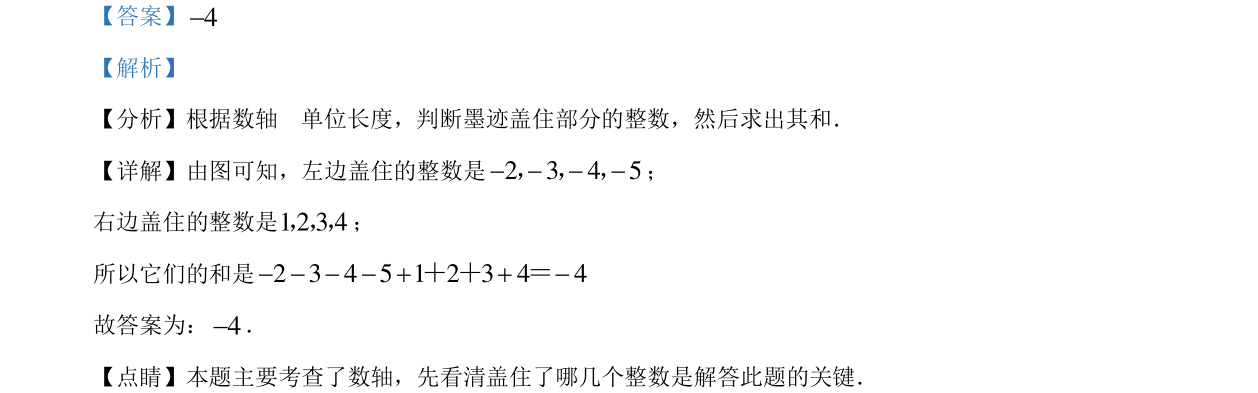 【答案】−4
【解析】
【分析】根据数轴 单位长度，判断墨迹盖住部分的整数，然后求出其和．
【详解】由图可知，左边盖住的整数是−2,−3,−4,−5；
右边盖住的整数是1,2,3,4；
所以它们的和是−2−3−4−5+1+2+3+4=−4
故答案为：−4．
【点睛】本题主要考查了数轴，先看清盖住了哪几个整数是解答此题的关键．